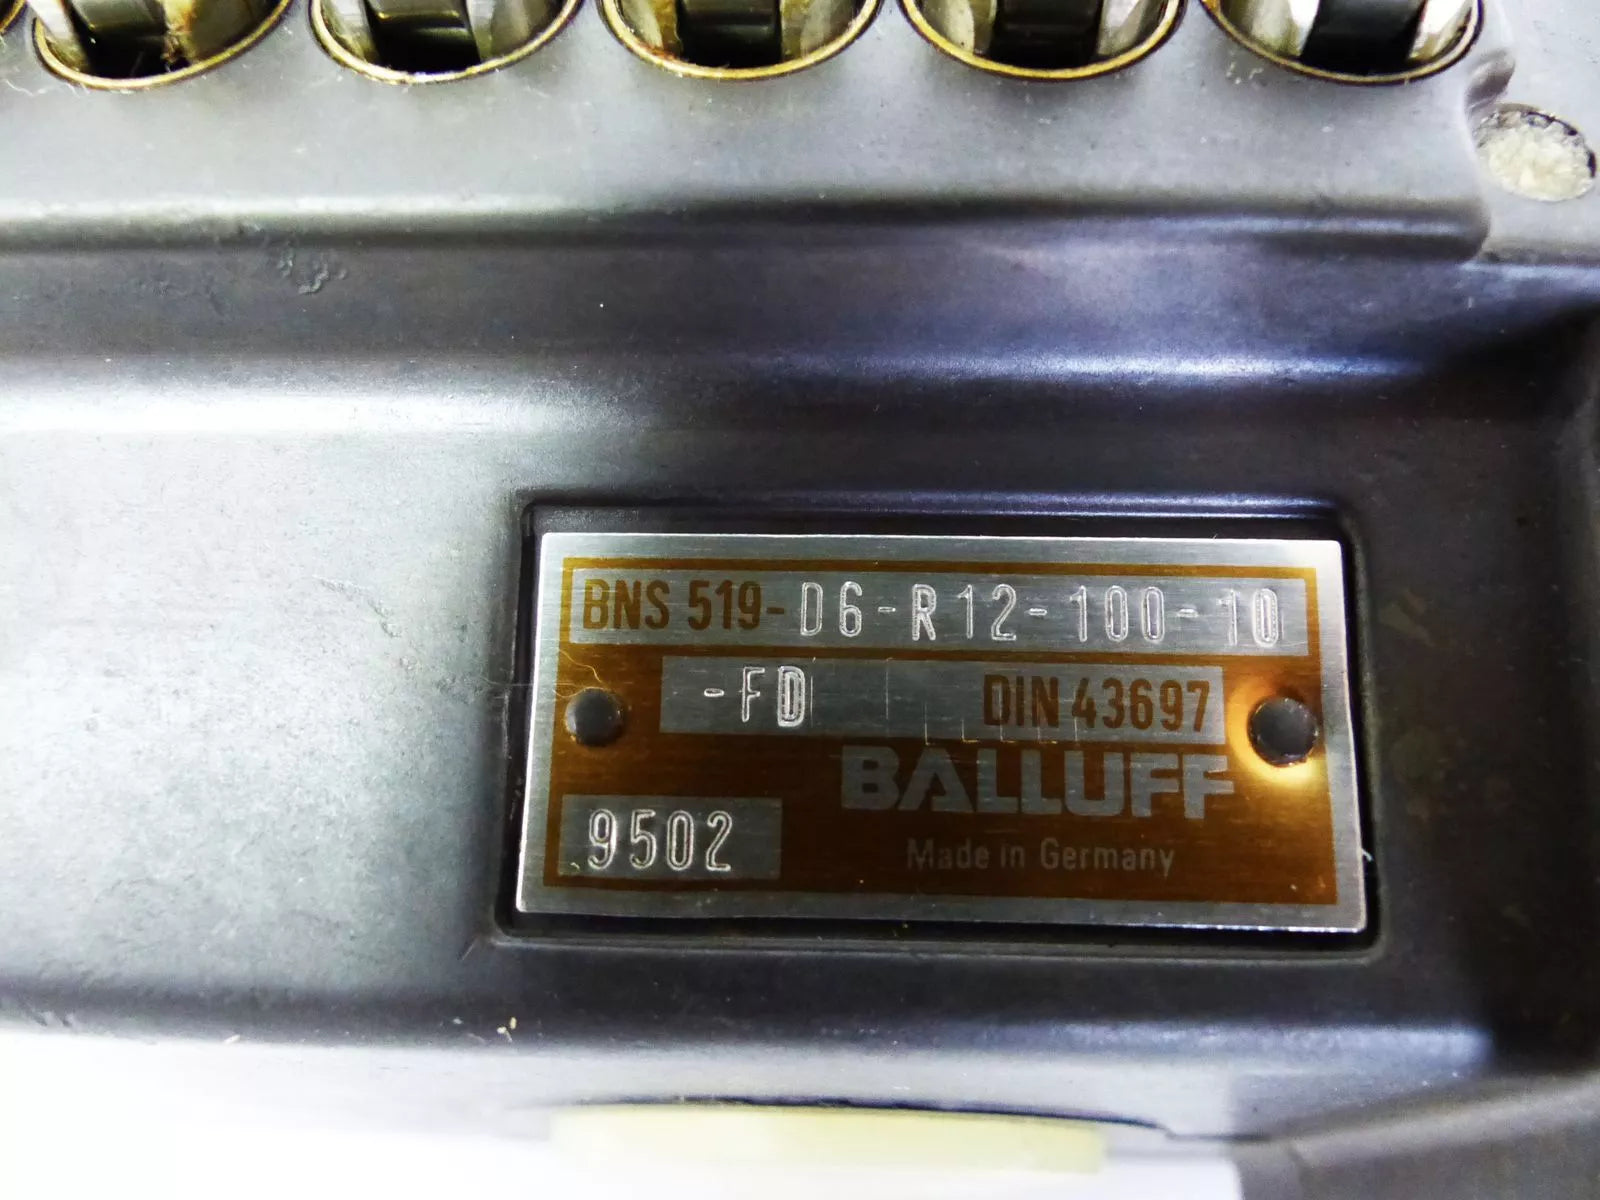 BNS 519-D6-R12-100-10
-FD DIN 43697
BALLUFF
9502 Made in Germany